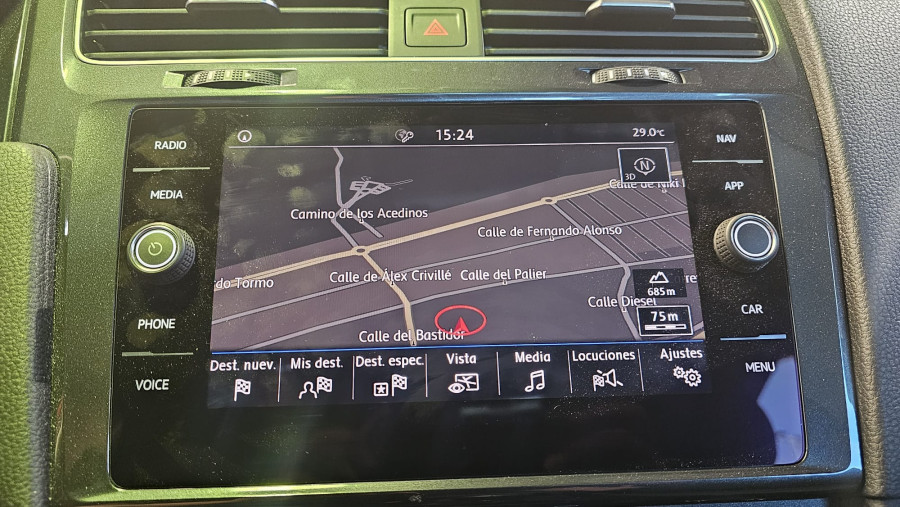 RADIO
MEDIA
PHONE
VOICE
15:24
29.0°C
N
3D
Calle de Niki
Camino de los Acedinos
Calle de Fernando Alonso
do Tormo
Calle de Álex Crivillé
Calle del Palier
685m
Calle Diesel
75m
Calle del Bastidor
Dest. nuev.
Mis dest.
Dest. espec.
Vista
Media
Locuciones
Ajustes
NAV
APP
CAR
MENU